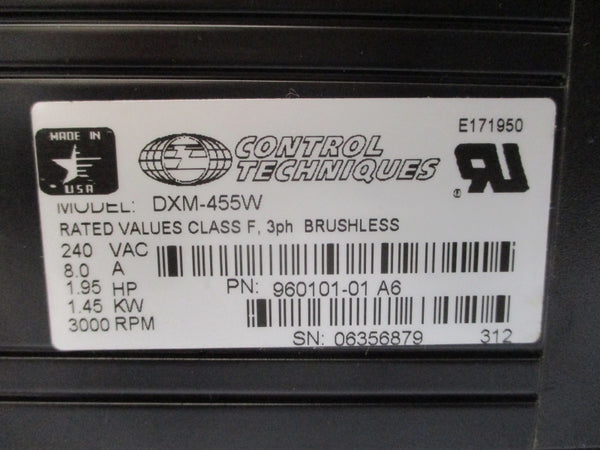 MADE IN
U.S.A
CONTROL
TECHNIQUES
E171950
MODEL: DXM-455W
RATED VALUES CLASS F, 3ph BRUSHLESS
240 VAC
8.0 A
1.95 HP
PN: 960101-01 A6
1.45 KW
3000 RPM
SN: 06356879 312